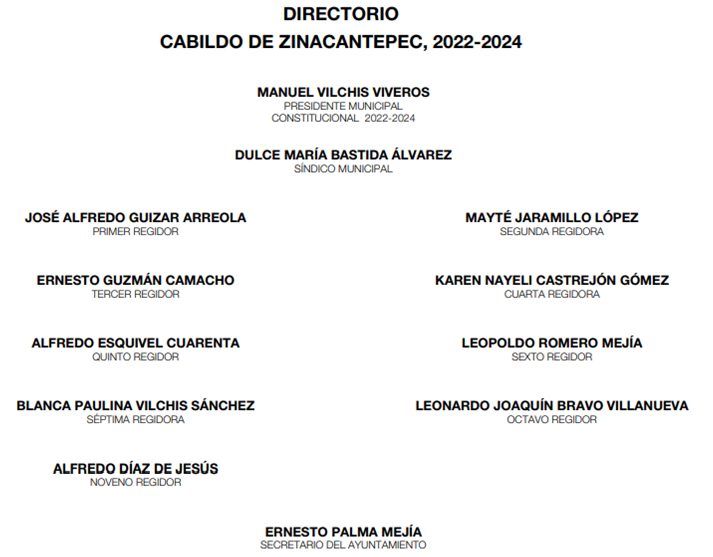 DIRECTORIO
CABILDO DE ZINACANTEPEC, 2022-2024
MANUEL VILCHIS VIVEROS
PRESIDENTE MUNICIPAL
CONSTITUCIONAL 2022-2024
DULCE MARÍA BASTIDA ÁLVAREZ
SÍNDICO MUNICIPAL
JOSÉ ALFREDO GUIZAR ARREOLA
PRIMER REGIDOR
MAYTÉ JARAMILLO LÓPEZ
SEGUNDA REGIDORA
ERNESTO GUZMÁN CAMACHO
TERCER REGIDOR
KAREN NAYELI CASTREJÓN GÓMEZ
CUARTA REGIDORA
ALFREDO ESQUIVEL CUARENTA
QUINTO REGIDOR
LEOPOLDO ROMERO MEJÍA
SEXTO REGIDOR
BLANCA PAULINA VILCHIS SÁNCHEZ
SÉPTIMA REGIDORA
LEONARDO JOAQUÍN BRAVO VILLANUEVA
OCTAVO REGIDOR
ALFREDO DÍAZ DE JESÚS
NOVENO REGIDOR
ERNESTO PALMA MEJÍA
SECRETARIO DEL AYUNTAMIENTO